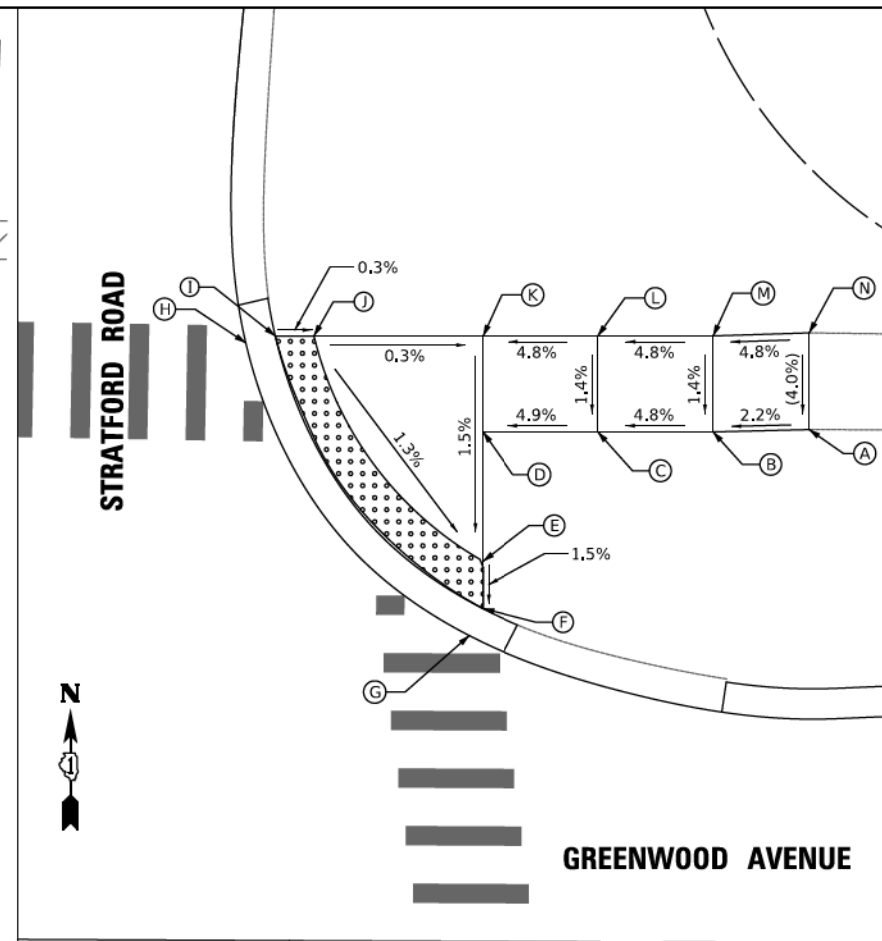 0.3%
I
J
K
L
M
N
H
0.3%
4.8%
4.8%
4.8%
1.4%
1.4%
(4.0%)
4.9%
4.8%
2.2%
STRATFORD ROAD
1.3%
1.5%
D
C
B
A
E
1.5%
F
G
N
1
GREENWOOD AVENUE